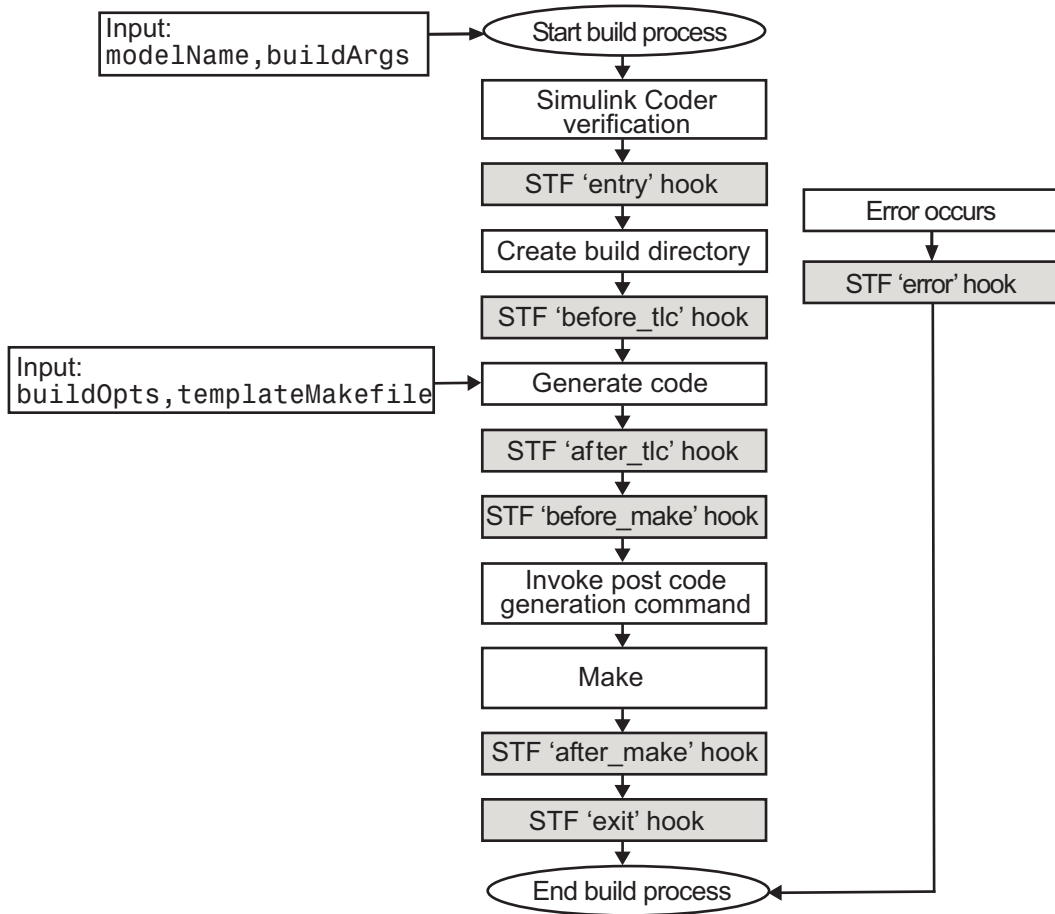 Input:
modelName,buildArgs
Start build process
Simulink Coder
verification
STF ‘entry’ hook
Create build directory
STF ‘before_tlc’ hook
Input:
buildOpts,templateMakefile
Generate code
STF ‘after_tlc’ hook
STF ‘before_make’ hook
Invoke post code
generation command
Make
STF ‘after_make’ hook
STF ‘exit’ hook
End build process
Error occurs
STF ‘error’ hook